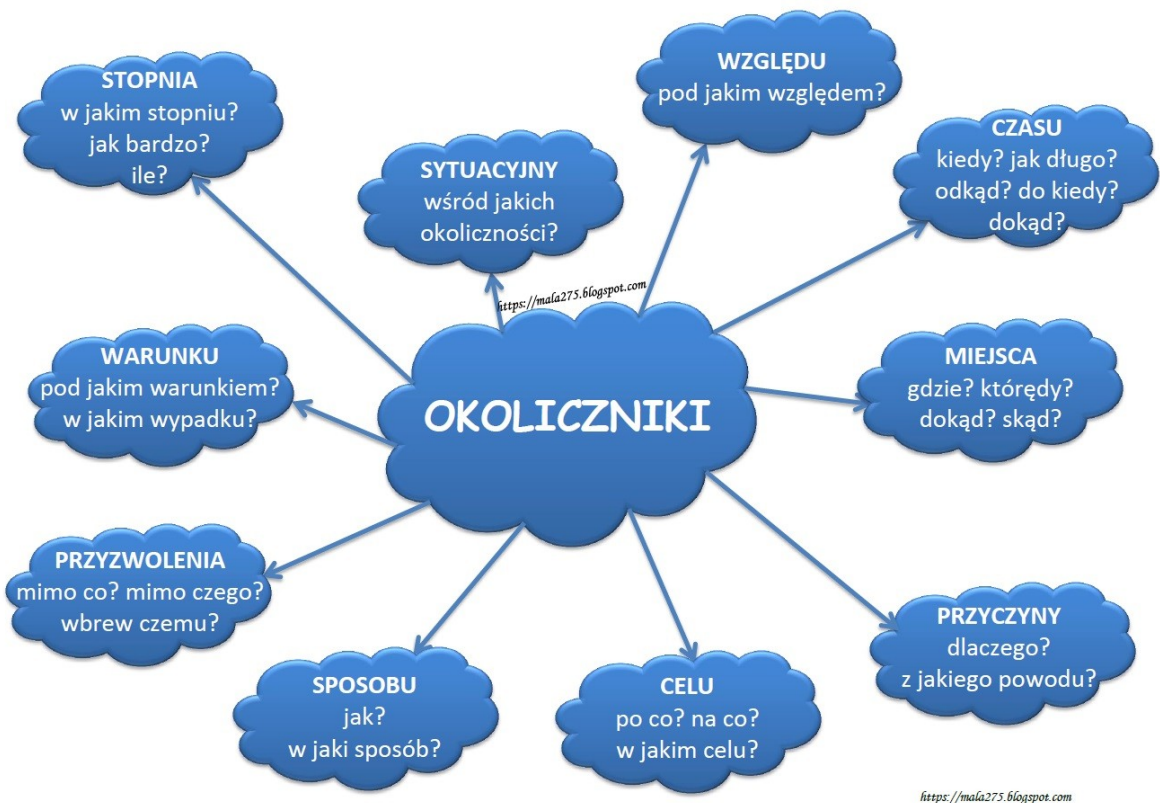 STOPNIA
w jakim stopniu?
jak bardzo?
ile?
SYTUACYJNY
wśród jakich
okoliczności?
WZGLĘDU
pod jakim względem?
CZASU
kiedy? jak długo?
odkąd? do kiedy?
dokąd?
https://mala275.blogspot.com
OKOLICZNIKI
WARUNKU
pod jakim warunkiem?
w jakim wypadku?
MIEJSCA
gdzie? którędy?
dokąd? skąd?
PRZYZWOLENIA
mimo co? mimo czego?
wbrew czemu?
SPOSOBU
jak?
w jaki sposób?
CELU
po co? na co?
w jakim celu?
PRZYCZYNY
dlaczego?
z jakiego powodu?
https://mala275.blogspot.com